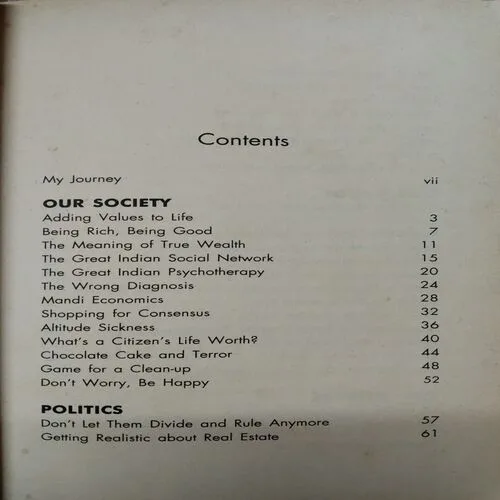 Contents
My Journey vii
OUR SOCIETY
Adding Values to Life 3
Being Rich, Being Good 7
The Meaning of True Wealth 11
The Great Indian Social Network 15
The Great Indian Psychotherapy 20
The Wrong Diagnosis 24
Mandi Economics 28
Shopping for Consensus 32
Altitude Sickness 36
What's a Citizen's Life Worth? 40
Chocolate Cake and Terror 44
Game for a Clean-up 48
Don't Worry, Be Happy 52
POLITICS
Don't Let Them Divide and Rule Anymore 57
Getting Realistic about Real Estate 61